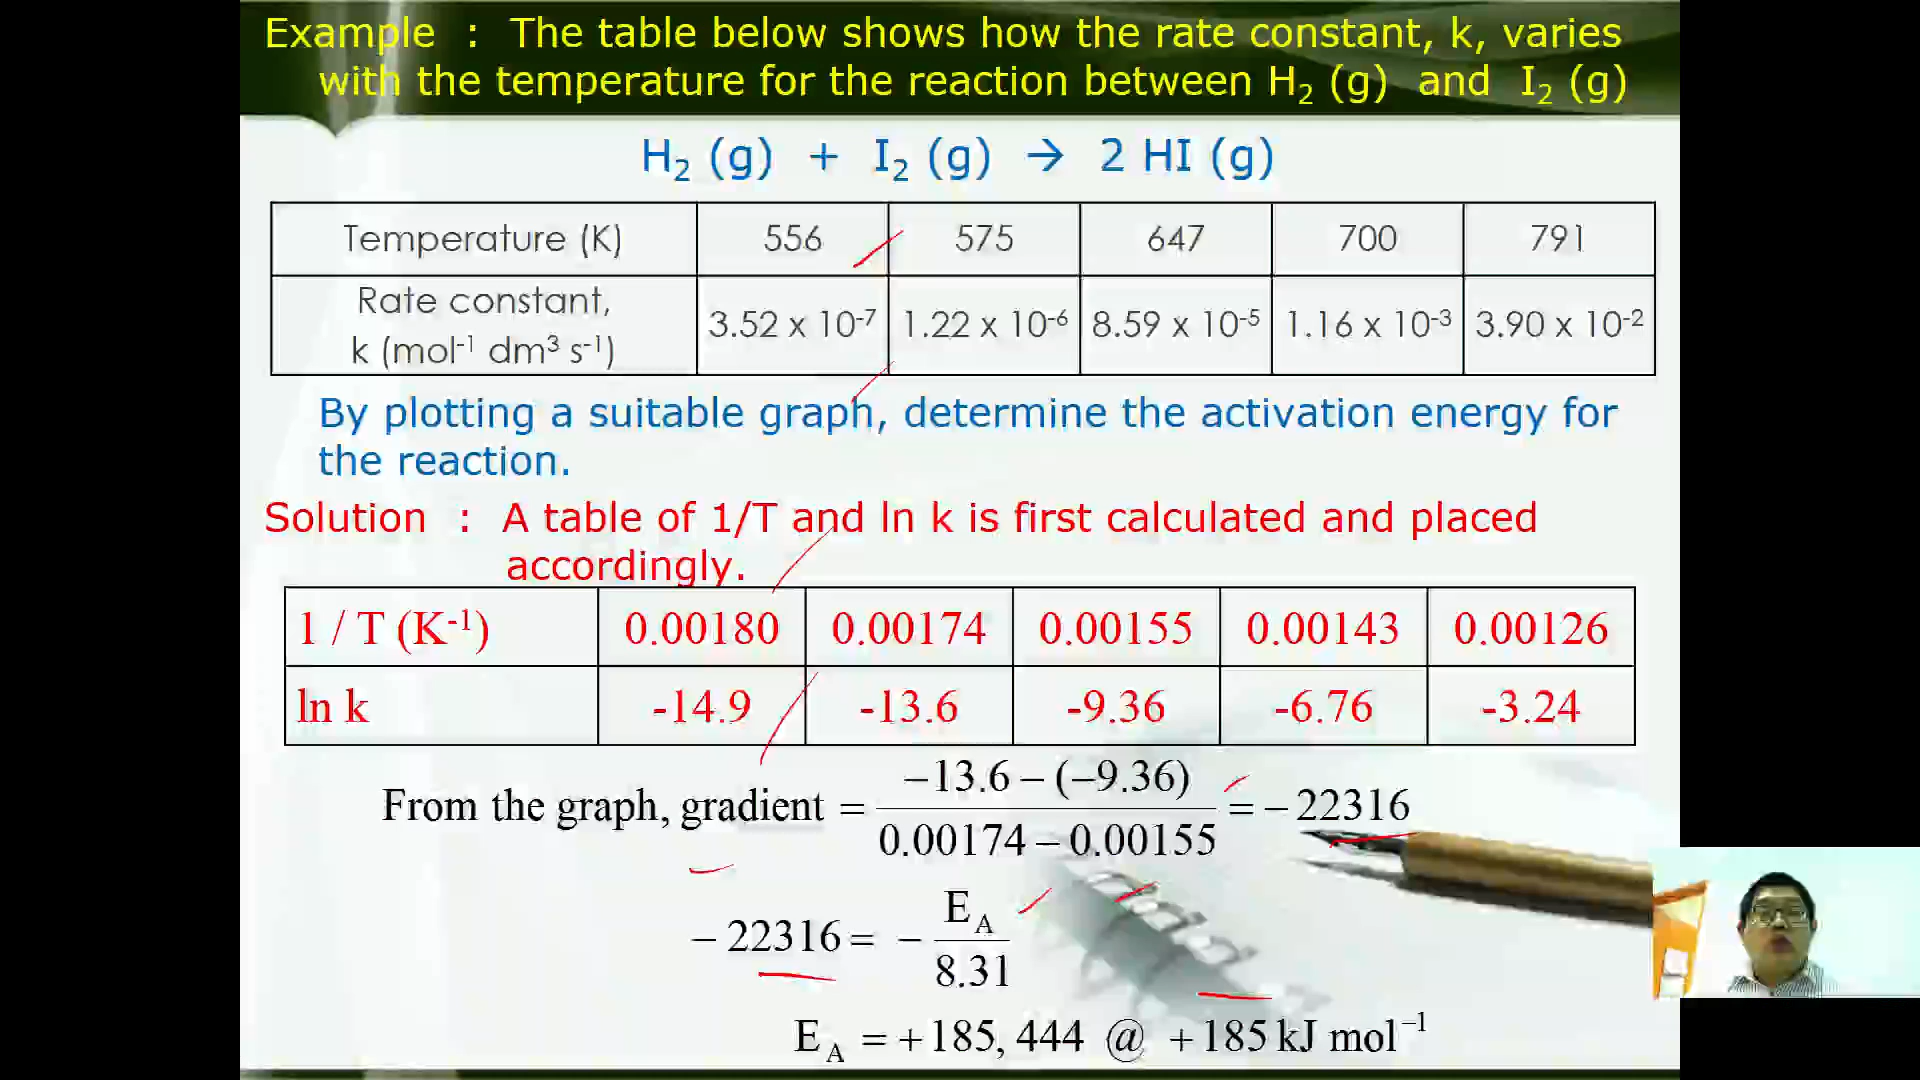 Example : The table below shows how the rate constant, k, varies
with the temperature for the reaction between H₂ (g) and I₂ (g)
H₂ (g) + I₂ (g) → 2 HI (g)
Temperature (K) 556 575 647 700 791
Rate constant,
k (mol⁻¹ dm³ s⁻¹) 3.52 x 10⁻⁷ 1.22 x 10⁻⁶ 8.59 x 10⁻⁵ 1.16 x 10⁻³ 3.90 x 10⁻²
By plotting a suitable graph, determine the activation energy for
the reaction.
Solution : A table of 1/T and ln k is first calculated and placed
accordingly.
1 / T (K⁻¹) 0.00180 0.00174 0.00155 0.00143 0.00126
ln k -14.9 -13.6 -9.36 -6.76 -3.24
From the graph, gradient = (−13.6 − (−9.36)) / (0.00174 − 0.00155) = − 22316
− 22316 = − E_A / 8.31
E_A = +185, 444 @ +185 kJ mol⁻¹